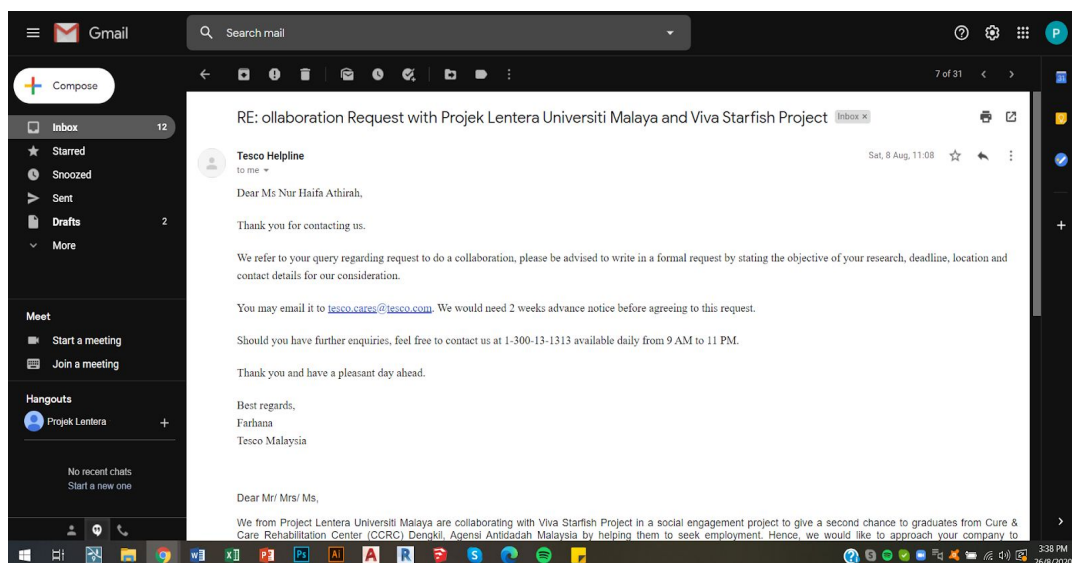 Gmail
Search mail
P
Compose
7 of 31
31
Inbox 12
Starred
Snoozed
Sent
Drafts 2
More
RE: ollaboration Request with Projek Lentera Universiti Malaya and Viva Starfish Project Inbox x
Tesco Helpline
Sat, 8 Aug, 11:08
to me
Dear Ms Nur Haifa Athirah,
Thank you for contacting us.
We refer to your query regarding request to do a collaboration, please be advised to write in a formal request by stating the objective of your research, deadline, location and
contact details for our consideration.
You may email it to tesco.cares@tesco.com. We would need 2 weeks advance notice before agreeing to this request.
Should you have further enquiries, feel free to contact us at 1-300-13-1313 available daily from 9 AM to 11 PM.
Thank you and have a pleasant day ahead.
Best regards,
Farhana
Tesco Malaysia
Meet
Start a meeting
Join a meeting
Hangouts
Projek Lentera
No recent chats
Start a new one
Dear Mr/ Mrs/ Ms,
We from Project Lentera Universiti Malaya are collaborating with Viva Starfish Project in a social engagement project to give a second chance to graduates from Cure &
Care Rehabilitation Center (CCRC) Dengkil, Agensi Antidadah Malaysia by helping them to seek employment. Hence, we would like to approach your company to
Ps
Ai
A
R
S
3:38 PM
26/8/2020